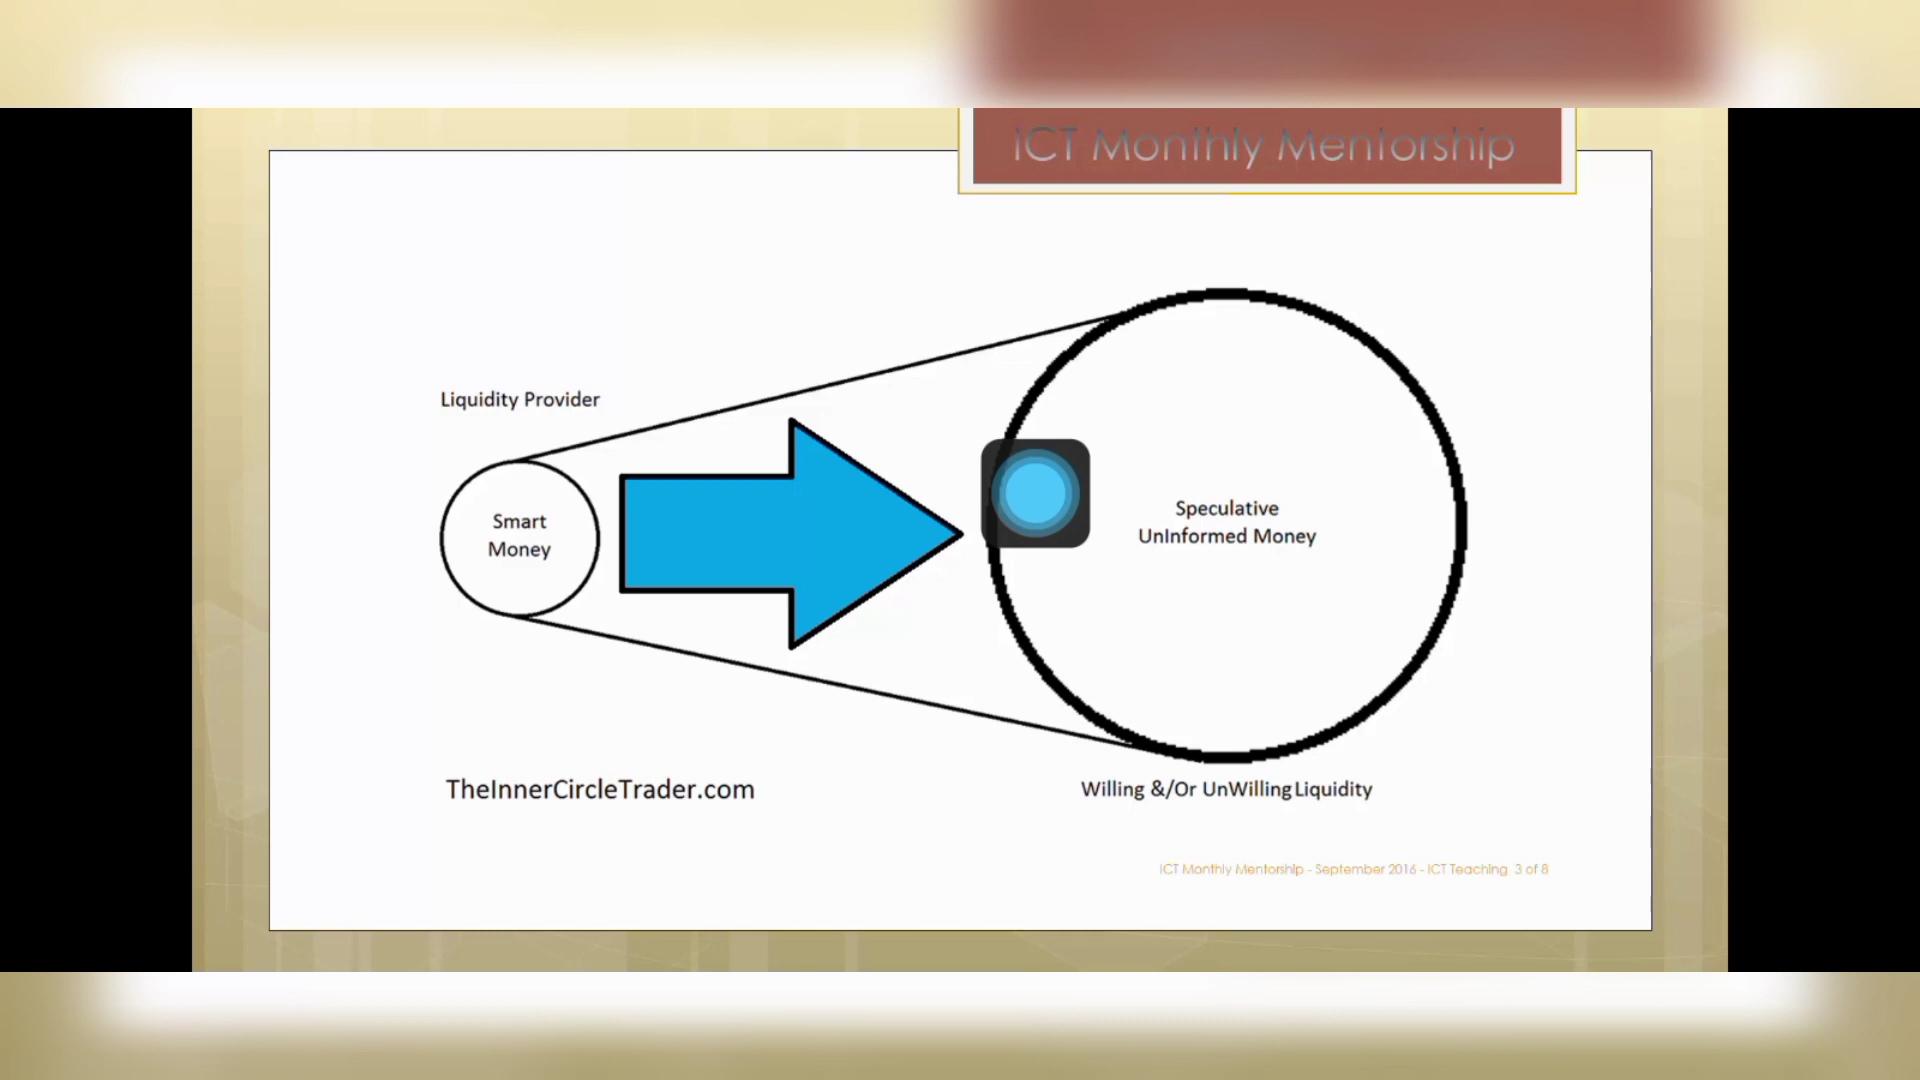 ICT Monthly Mentorship
Liquidity Provider
Smart
Money
Speculative
UnInformed Money
TheInnerCircleTrader.com
Willing &/Or UnWilling Liquidity
ICT Monthly Mentorship - September 2016 - ICT Teaching 3 of 8